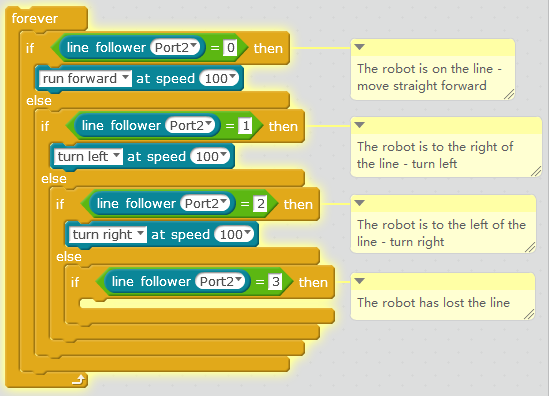 forever
if line follower Port2 = 0 then
The robot is on the line -
move straight forward
run forward at speed 100
else
if line follower Port2 = 1 then
The robot is to the right of
the line - turn left
turn left at speed 100
else
if line follower Port2 = 2 then
The robot is to the left of the
line - turn right
turn right at speed 100
else
if line follower Port2 = 3 then
The robot has lost the line